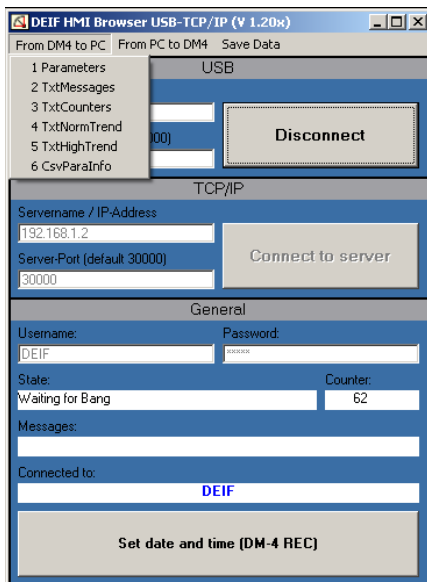 DEIF HMI Browser USB-TCP/IP (V 1.20x)
From DM4 to PC From PC to DM4 Save Data
1 Parameters
2 TxtMessages
3 TxtCounters
4 TxtNormTrend
5 TxtHighTrend
6 CsvParaInfo
USB
00)
Disconnect
TCP/IP
Servername / IP-Address
192.168.1.2
Server-Port (default 30000)
30000
Connect to server
General
Username: Password:
DEIF xxxxx
State: Counter:
Waiting for Bang 62
Messages:
Connected to:
DEIF
Set date and time (DM-4 REC)